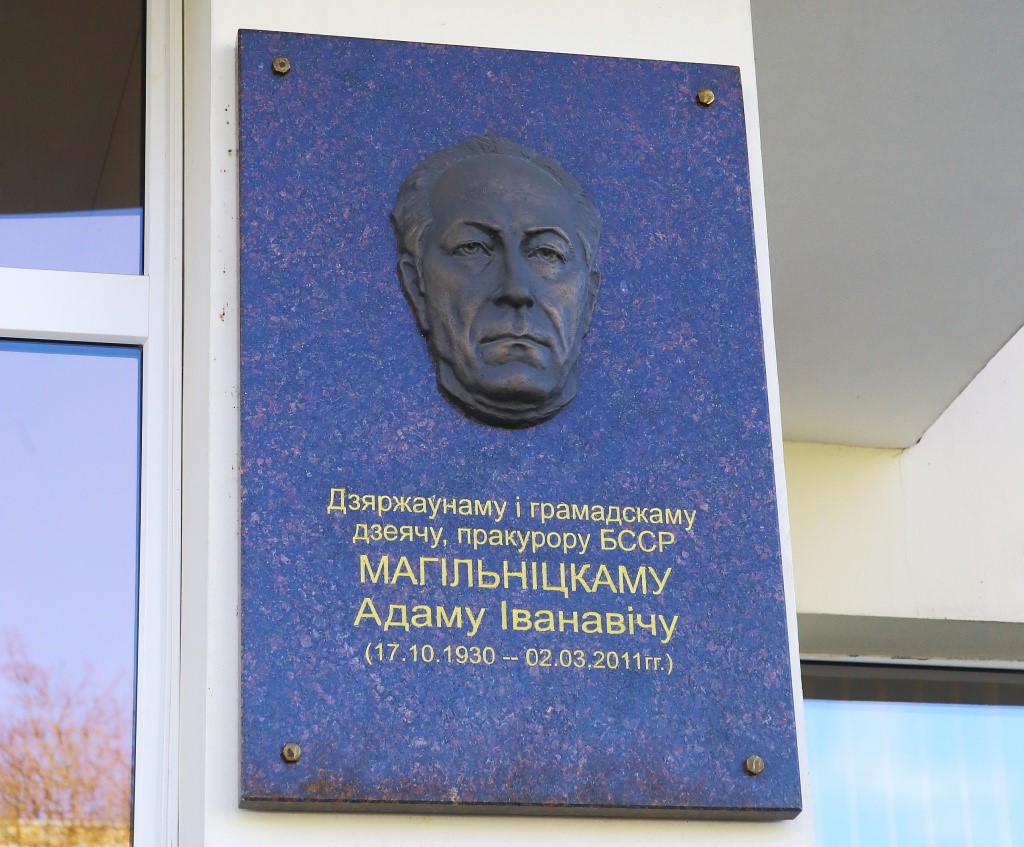 Дзяржаўнаму і грамадскаму
дзеячу, пракурору БССР
МАГІЛЬНІЦКАМУ
Адаму Іванавічу
(17.10.1930 -- 02.03.2011гг.)